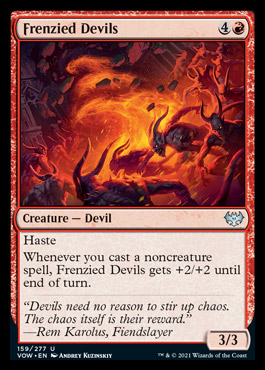 Frenzied Devils 4
Creature — Devil
Haste
Whenever you cast a noncreature
spell, Frenzied Devils gets +2/+2 until
end of turn.
“Devils need no reason to stir up chaos.
The chaos itself is their reward.”
—Rem Karolus, Fiendslayer
3/3
159/277 U
VOW • EN Andrey Kuzinskiy
™ & © 2021 Wizards of the Coast